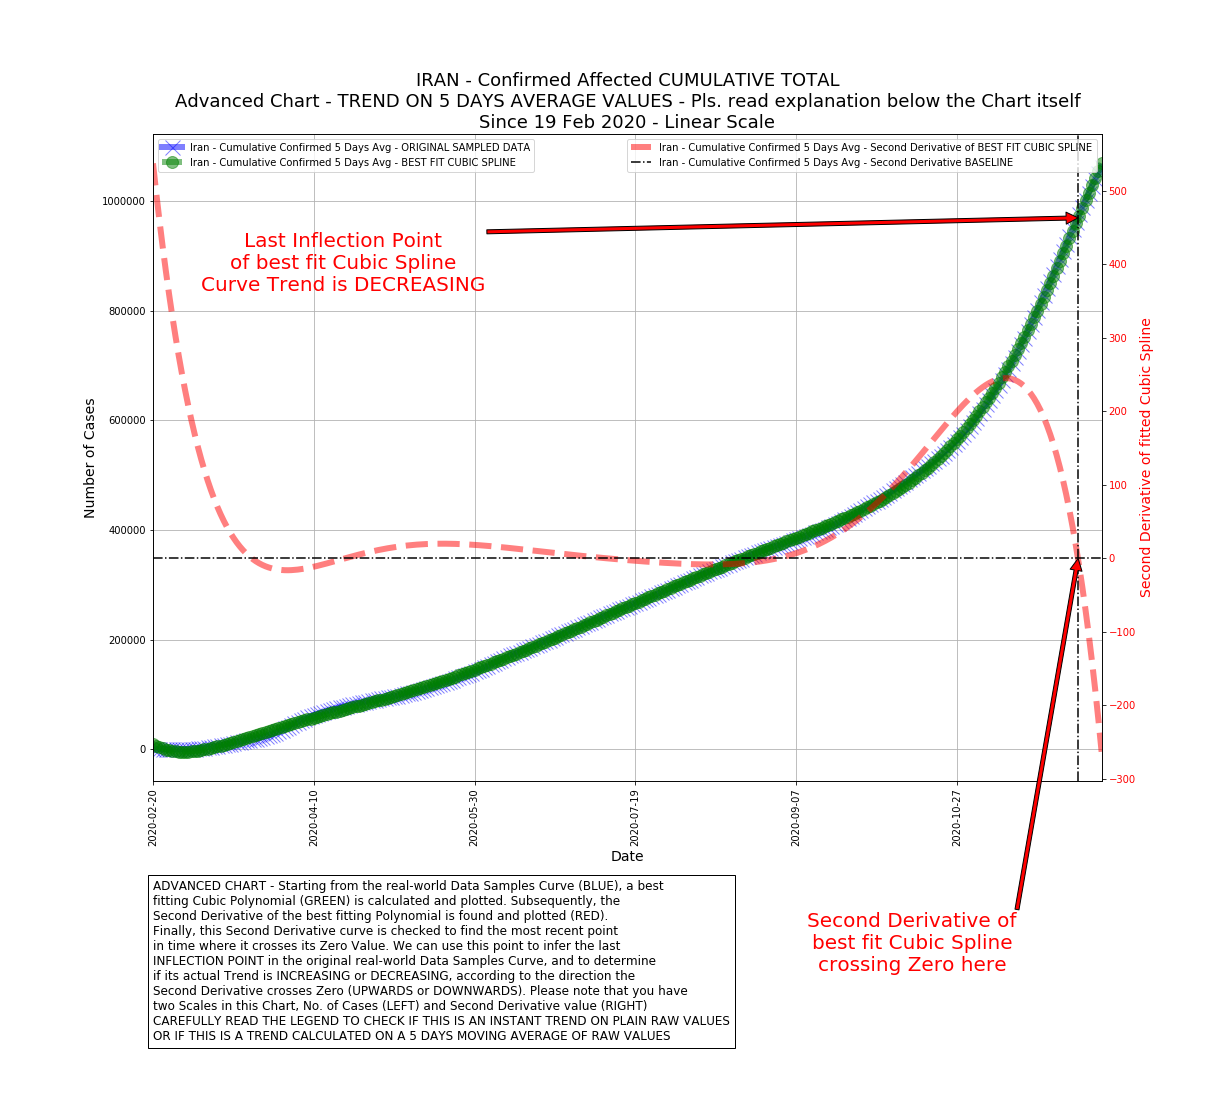 IRAN - Confirmed Affected CUMULATIVE TOTAL
Advanced Chart - TREND ON 5 DAYS AVERAGE VALUES - Pls. read explanation below the Chart itself
Since 19 Feb 2020 - Linear Scale
Iran - Cumulative Confirmed 5 Days Avg - ORIGINAL SAMPLED DATA
Iran - Cumulative Confirmed 5 Days Avg - BEST FIT CUBIC SPLINE
Iran - Cumulative Confirmed 5 Days Avg - Second Derivative of BEST FIT CUBIC SPLINE
Iran - Cumulative Confirmed 5 Days Avg - Second Derivative BASELINE
Last Inflection Point
of best fit Cubic Spline
Curve Trend is DECREASING
Number of Cases
1000000
800000
600000
400000
200000
0
500
400
300
200
100
0
−100
−200
−300
Second Derivative of fitted Cubic Spline
2020-02-20
2020-04-10
2020-05-30
2020-07-19
2020-09-07
2020-10-27
Date
ADVANCED CHART - Starting from the real-world Data Samples Curve (BLUE), a best
fitting Cubic Polynomial (GREEN) is calculated and plotted. Subsequently, the
Second Derivative of the best fitting Polynomial is found and plotted (RED).
Finally, this Second Derivative curve is checked to find the most recent point
in time where it crosses its Zero Value. We can use this point to infer the last
INFLECTION POINT in the original real-world Data Samples Curve, and to determine
if its actual Trend is INCREASING or DECREASING, according to the direction the
Second Derivative crosses Zero (UPWARDS or DOWNWARDS). Please note that you have
two Scales in this Chart, No. of Cases (LEFT) and Second Derivative value (RIGHT)
CAREFULLY READ THE LEGEND TO CHECK IF THIS IS AN INSTANT TREND ON PLAIN RAW VALUES
OR IF THIS IS A TREND CALCULATED ON A 5 DAYS MOVING AVERAGE OF RAW VALUES
Second Derivative of
best fit Cubic Spline
crossing Zero here